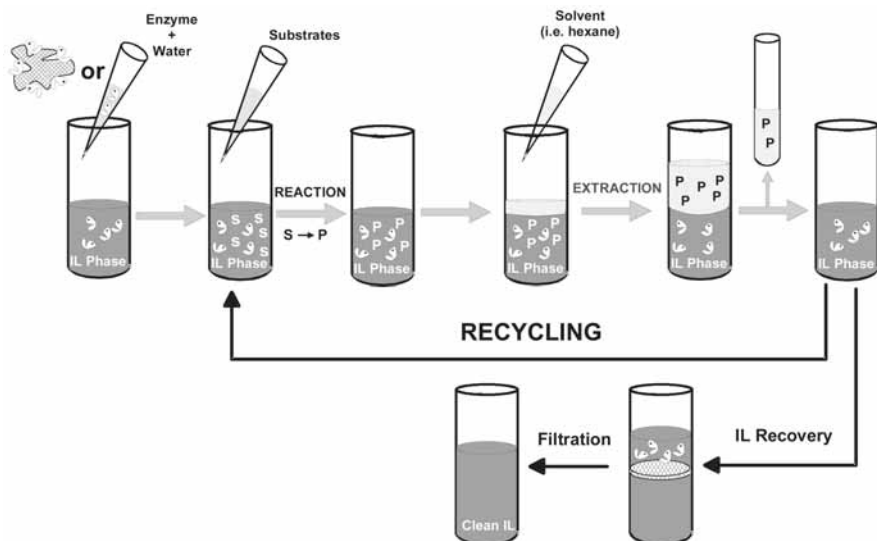 Enzyme
+
Water
or
Substrates
Solvent
(i.e. hexane)
REACTION
S → P
EXTRACTION
P
P
P P P
P P
S S
S S
S S
P P
P P
P P
P P
IL Phase
IL Phase
IL Phase
IL Phase
IL Phase
IL Phase
RECYCLING
Filtration
IL Recovery
Clean IL